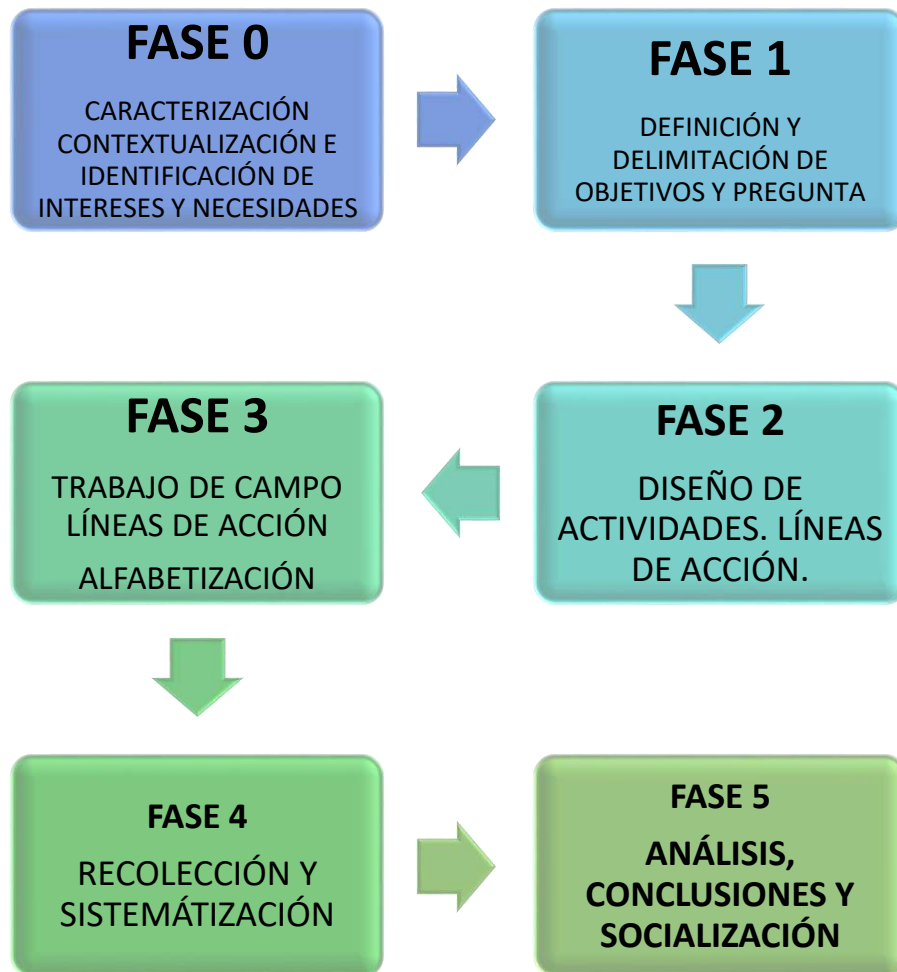 FASE 0
CARACTERIZACIÓN
CONTEXTUALIZACIÓN E
IDENTIFICACIÓN DE
INTERESES Y NECESIDADES
FASE 1
DEFINICIÓN Y
DELIMITACIÓN DE
OBJETIVOS Y PREGUNTA
FASE 2
DISEÑO DE
ACTIVIDADES. LÍNEAS
DE ACCIÓN.
FASE 3
TRABAJO DE CAMPO
LÍNEAS DE ACCIÓN
ALFABETIZACIÓN
FASE 4
RECOLECCIÓN Y
SISTEMÁTIZACIÓN
FASE 5
ANÁLISIS,
CONCLUSIONES Y
SOCIALIZACIÓN